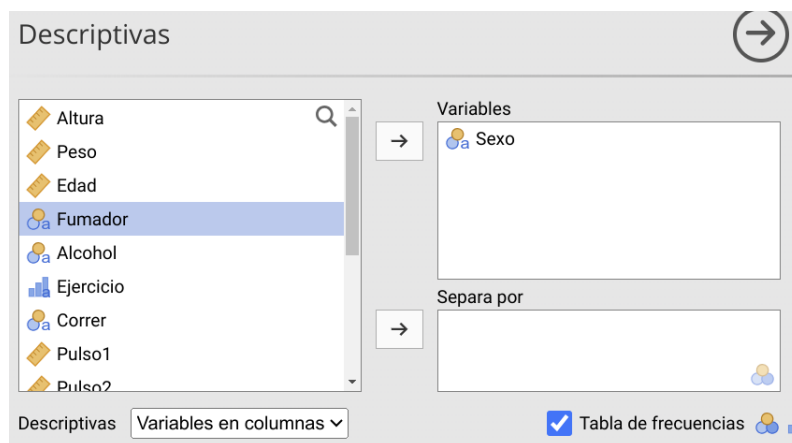 Descriptivas
Altura
Peso
Edad
Fumador
Alcohol
Ejercicio
Correr
Pulso1
Pulso2
Variables
Sexo
Separa por
Descriptivas Variables en columnas
Tabla de frecuencias